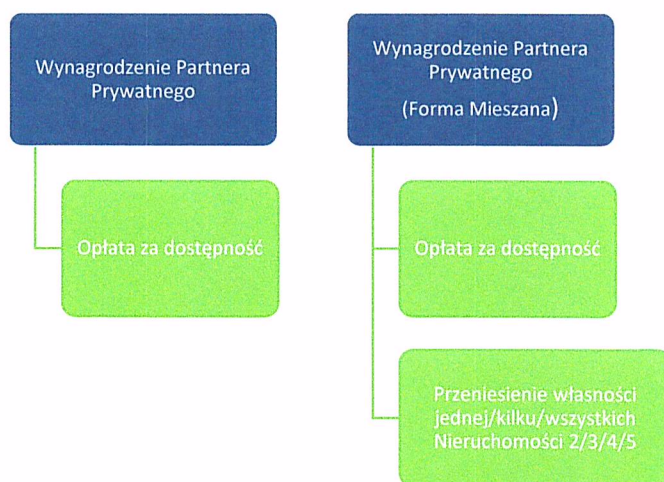 Wynagrodzenie Partnera
Prywatnego
Opłata za dostępność
Wynagrodzenie Partnera
Prywatnego
(Forma Mieszana)
Opłata za dostępność
Przeniesienie własności
jednej/kilku/wszystkich
Nieruchomości 2/3/4/5